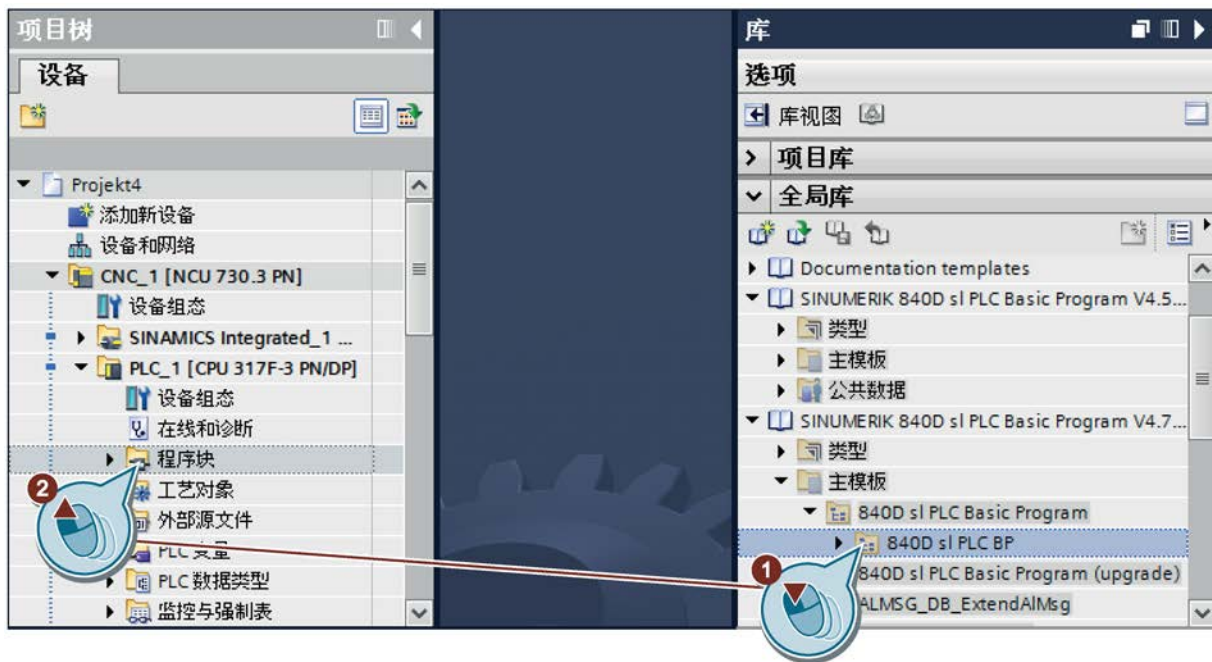 项目树
设备
Projekt4
添加新设备
设备和网络
CNC_1 [NCU 730.3 PN]
设备组态
SINAMICS Integrated_1 ...
PLC_1 [CPU 317F-3 PN/DP]
设备组态
在线和诊断
程序块
工艺对象
外部源文件
PLC 变量
PLC 数据类型
监控与强制表
2
库
选项
库视图
项目库
全局库
Documentation templates
SINUMERIK 840D sl PLC Basic Program V4.5...
类型
主模板
公共数据
SINUMERIK 840D sl PLC Basic Program V4.7...
类型
主模板
840D sl PLC Basic Program
840D sl PLC BP
840D sl PLC Basic Program (upgrade)
ALMSG_DB_ExtendAlMsg
1